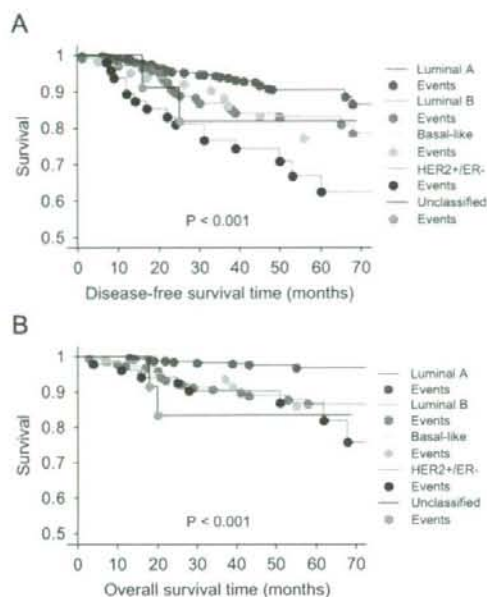 A
Survival
1
0.9
0.8
0.7
0.6
0.5
P < 0.001
10 20 30 40 50 60 70
Disease-free survival time (months)
Luminal A
Events
Luminal B
Events
Basal-like
Events
HER2+/ER-
Events
Unclassified
Events
B
Survival
1
0.9
0.8
0.7
0.6
0.5
P < 0.001
10 20 30 40 50 60 70
Overall survival time (months)
Luminal A
Events
Luminal B
Events
Basal-like
Events
HER2+/ER-
Events
Unclassified
Events